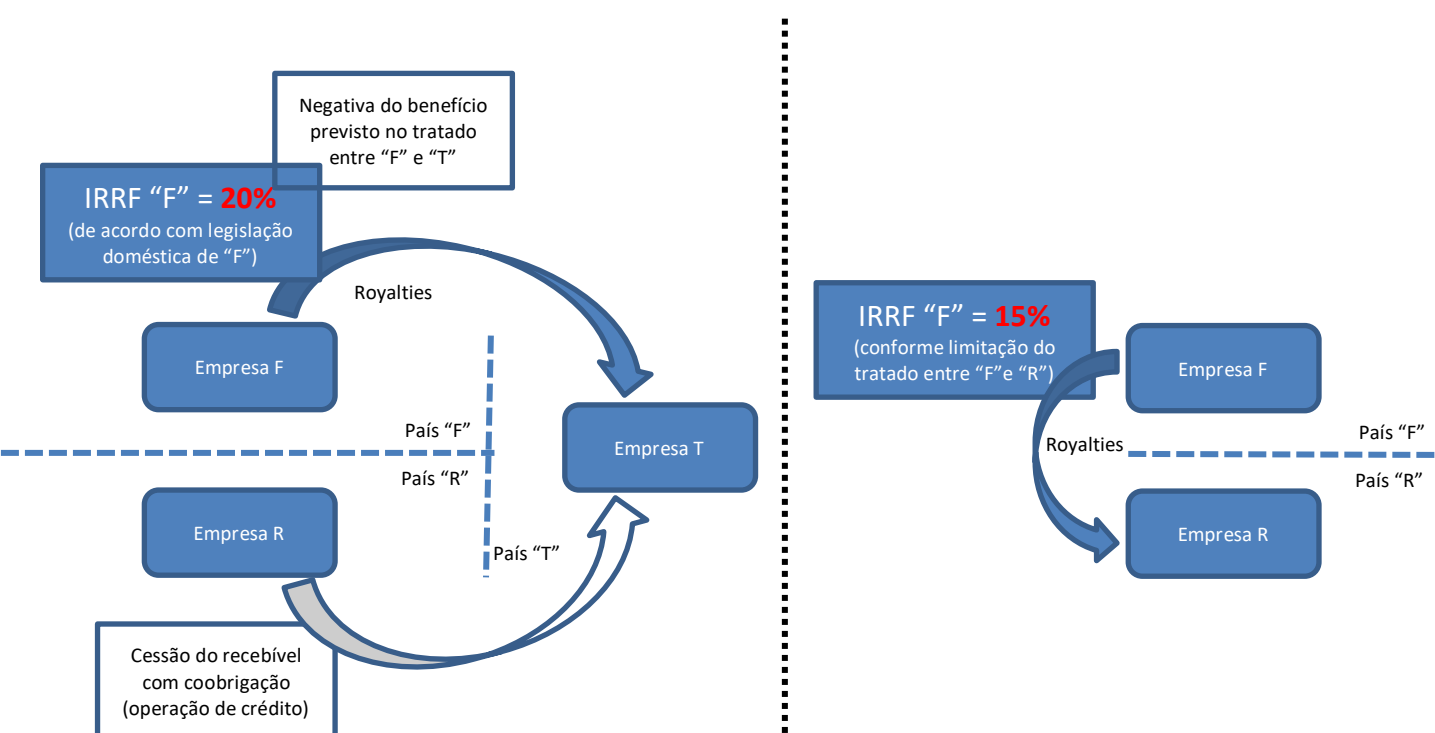 Negativa do benefício
previsto no tratado
entre “F” e “T”
IRRF “F” = 20%
(de acordo com legislação
doméstica de “F”)
Royalties
Empresa F
País “F”
País “R”
Empresa T
Empresa R
País “T”
Cessão do recebível
com coobrigação
(operação de crédito)
IRRF “F” = 15%
(conforme limitação do
tratado entre “F”e “R”)
Empresa F
Royalties
País “F”
País “R”
Empresa R